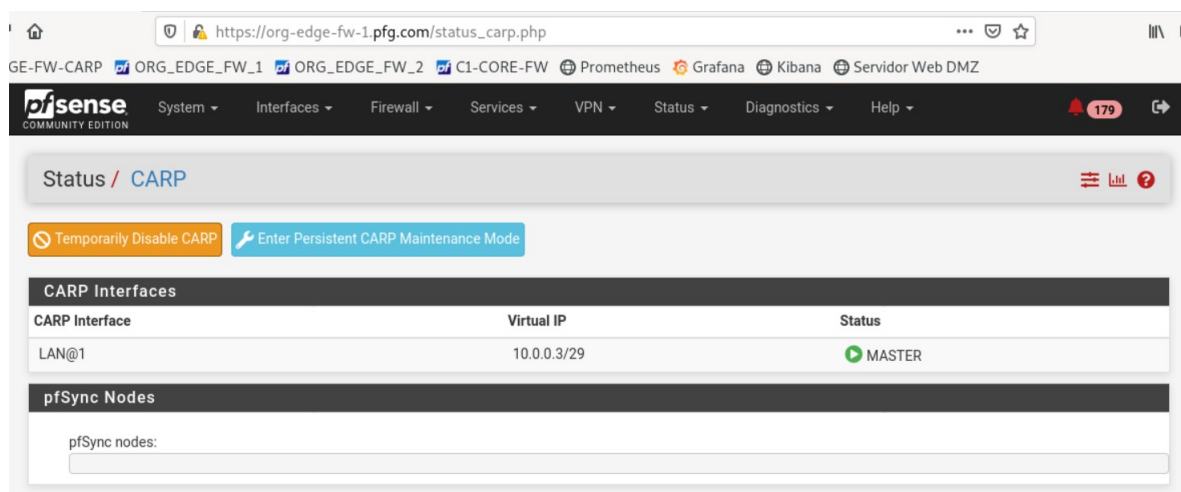 https://org-edge-fw-1.pfg.com/status_carp.php
GE-FW-CARP ORG_EDGE_FW_1 ORG_EDGE_FW_2 C1-CORE-FW Prometheus Grafana Kibana Servidor Web DMZ
pfsense System Interfaces Firewall Services VPN Status Diagnostics Help 179
COMMUNITY EDITION
Status / CARP
Temporarily Disable CARP Enter Persistent CARP Maintenance Mode
CARP Interfaces
CARP Interface Virtual IP Status
LAN@1 10.0.0.3/29 MASTER
pfSync Nodes
pfSync nodes: